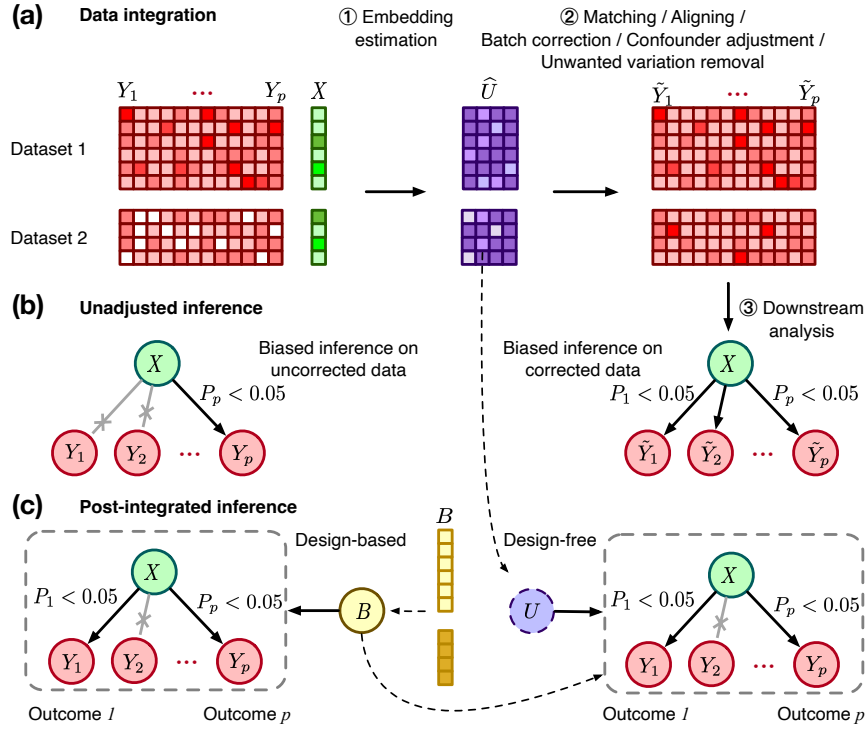 (a) Data integration
① Embedding estimation
② Matching / Aligning /
Batch correction / Confounder adjustment /
Unwanted variation removal
Y₁ ... Yₚ X Û Ỹ₁ ... Ỹₚ
Dataset 1
Dataset 2
③ Downstream analysis
(b) Unadjusted inference
Biased inference on
uncorrected data
Biased inference on
corrected data
X
Pₚ < 0.05
Y₁ Y₂ ... Yₚ
X
P₁ < 0.05 Pₚ < 0.05
Ỹ₁ Ỹ₂ ... Ỹₚ
(c) Post-integrated inference
Design-based
B
Design-free
X
P₁ < 0.05 Pₚ < 0.05
Y₁ Y₂ ... Yₚ
B
U
X
P₁ < 0.05 Pₚ < 0.05
Y₁ Y₂ ... Yₚ
Outcome 1 Outcome p
Outcome 1 Outcome p